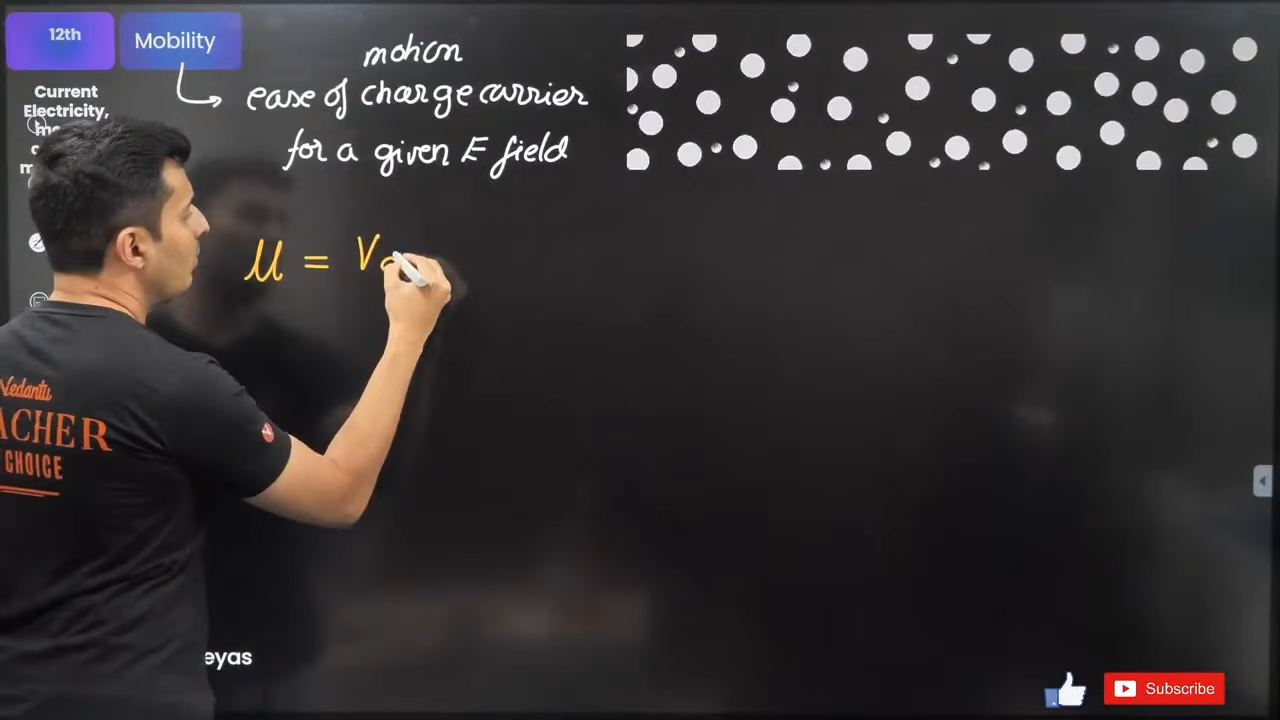 12th
Mobility
motion
ease of charge carrier
for a given E field
Current
Electricity,
μ = V
Vedantu
ACHER
CHOICE
eyas
Subscribe